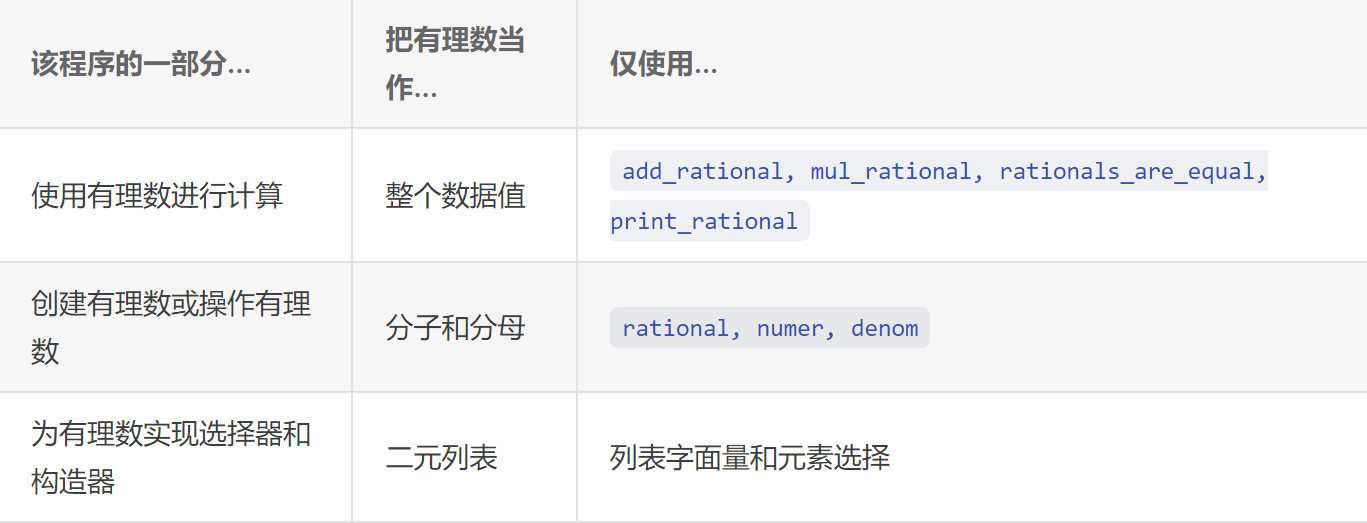 该程序的一部分...
把有理数当
作...
仅使用...
使用有理数进行计算
整个数据值
add_rational, mul_rational, rationals_are_equal,
print_rational
创建有理数或操作有理
数
分子和分母
rational, numer, denom
为有理数实现选择器和
构造器
二元列表
列表字面量和元素选择